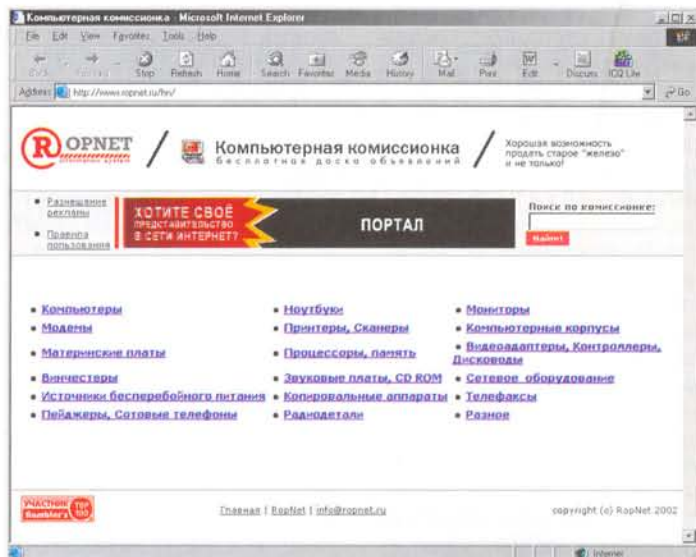 Компьютерная комиссионка - Microsoft Internet Explorer
File Edit View Favorites Tools Help
Stop Refresh Home Search Favorites Media History Mail Print Edit Discuss ICQ Lite
Address http://www.ropnet.ru/hn/ Go
ROPNET
Компьютерная комиссионка
бесплатная доска объявлений
Хорошая возможность
продать старое "железо"
и не только!
Размещение
рекламы
Правила
пользования
ХОТИТЕ СВОЁ
ПРЕДСТАВИТЕЛЬСТВО
В СЕТИ ИНТЕРНЕТ?
ПОРТАЛ
Поиск по комиссионке:
Найти!
Компьютеры
Ноутбуки
Мониторы
Модемы
Принтеры, Сканеры
Компьютерные корпусы
Материнские платы
Процессоры, память
Видеоадаптеры, Контроллеры,
Дисководы
Винчестеры
Звуковые платы, CD ROM
Сетевое оборудование
Источники бесперебойного питания
Копировальные аппараты
Телефаксы
Пейджеры, Сотовые телефоны
Радиодетали
Разное
УЧАСТНИК
Rambler's
TOP
100
Главная | RopNet | info@ropnet.ru
copyright (c) RopNet 2002
Internet